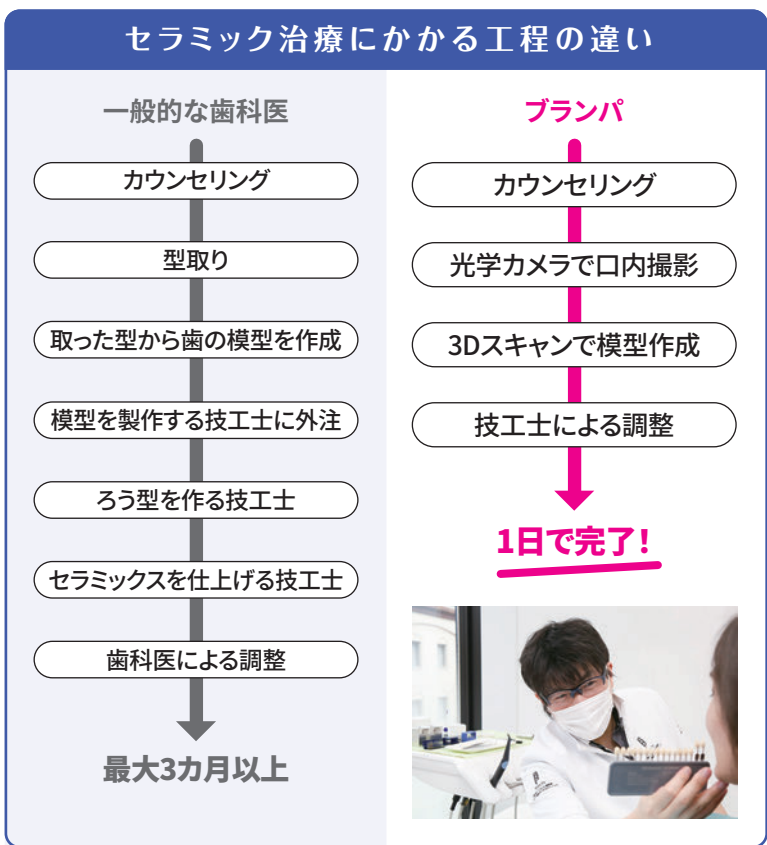 セラミック治療にかかる工程の違い
一般的な歯科医
カウンセリング
型取り
取った型から歯の模型を作成
模型を製作する技工士に外注
ろう型を作る技工士
セラミックスを仕上げる技工士
歯科医による調整
最大3カ月以上
ブランパ
カウンセリング
光学カメラで口内撮影
3Dスキャンで模型作成
技工士による調整
1日で完了!